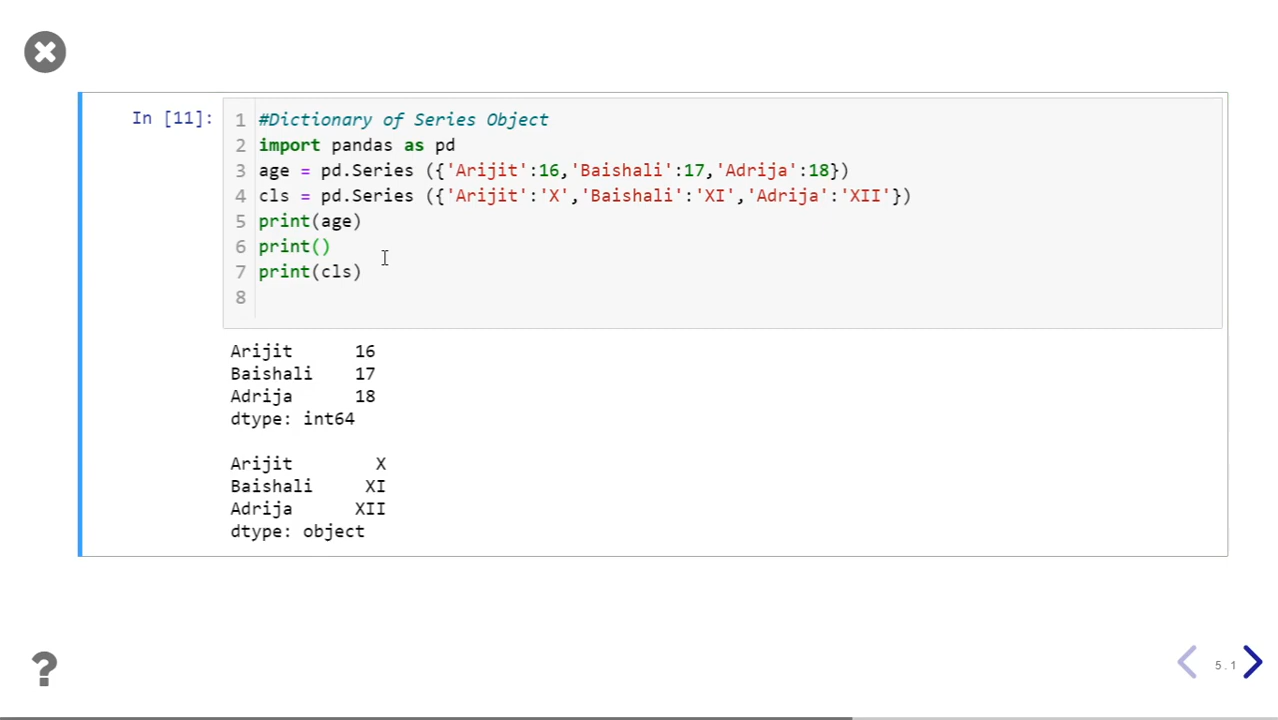 In [11]:
1 #Dictionary of Series Object
2 import pandas as pd
3 age = pd.Series ({'Arijit':16,'Baishali':17,'Adrija':18})
4 cls = pd.Series ({'Arijit':'X','Baishali':'XI','Adrija':'XII'})
5 print(age)
6 print()
7 print(cls)
8
Arijit      16
Baishali    17
Adrija      18
dtype: int64
Arijit        X
Baishali     XI
Adrija      XII
dtype: object
?
5.1